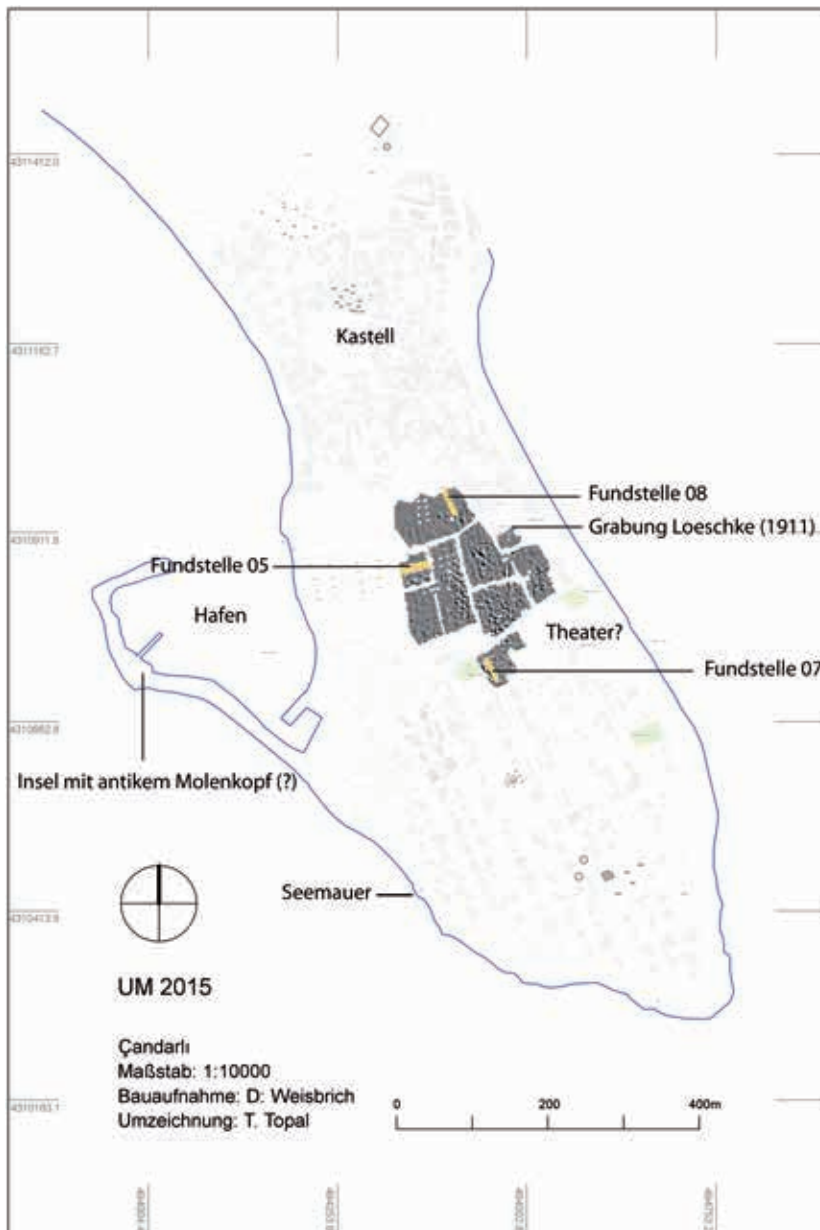 Kastell
Fundstelle 08
Grabung Loeschke (1911)
Fundstelle 05
Hafen
Theater?
Fundstelle 07
Insel mit antikem Molenkopf (?)
Seemauer
UM 2015
Çandarlı
Maßstab: 1:10000
Bauaufnahme: D: Weisbrich
Umzeichnung: T. Topal
0 200 400m